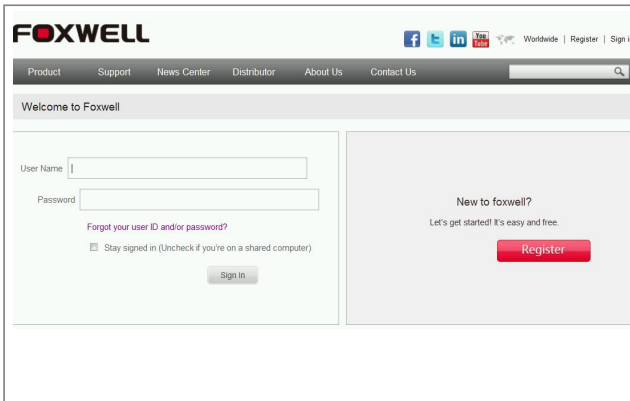 FOXWELL
You Tube
Worldwide | Register | Sign i
Product Support News Center Distributor About Us Contact Us
Welcome to Foxwell
User Name
Password
Forgot your user ID and/or password?
Stay signed in (Uncheck if you're on a shared computer)
Sign In
New to foxwell?
Let's get started! It's easy and free.
Register